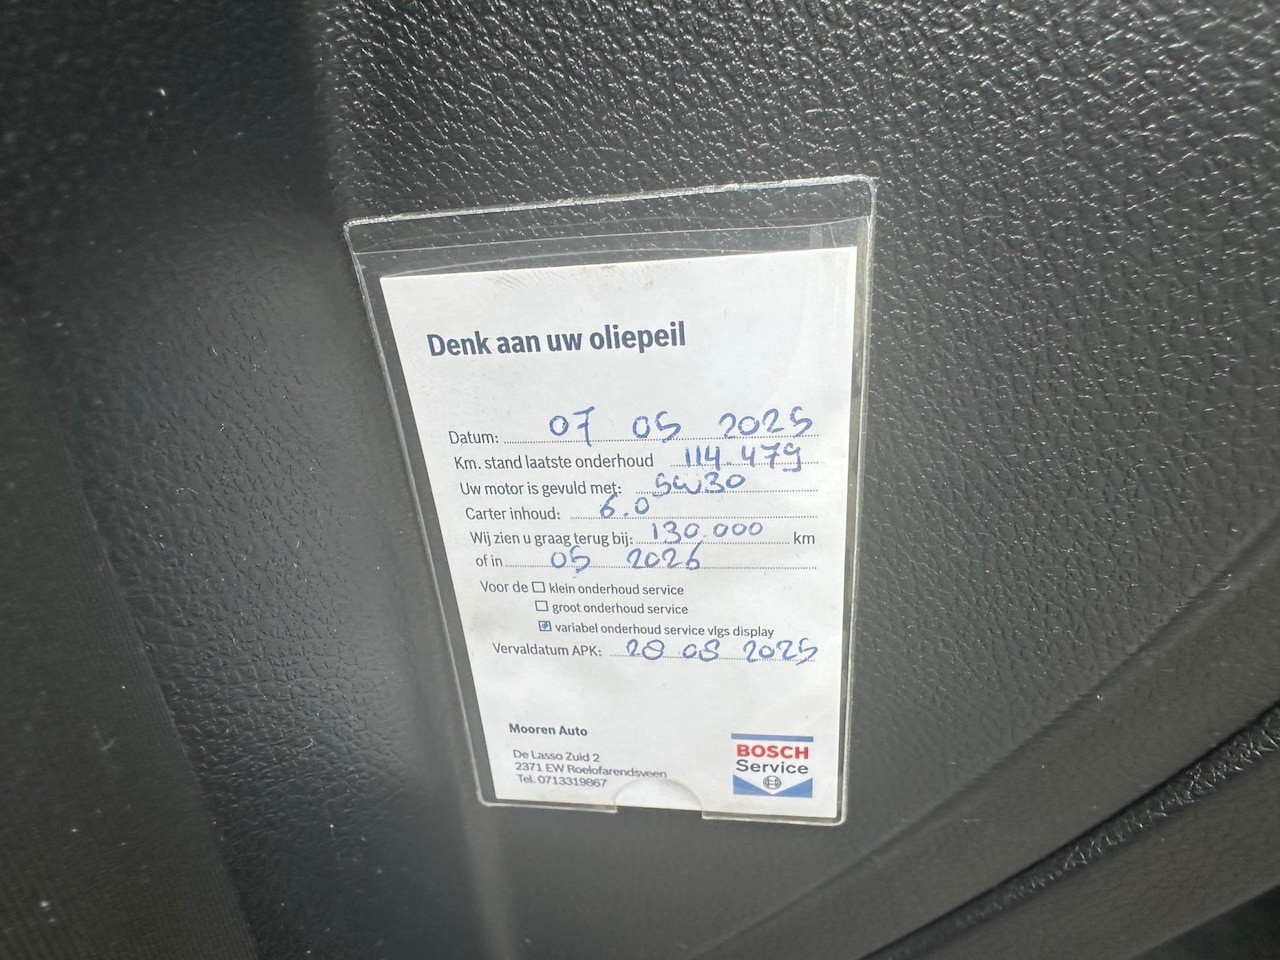 Denk aan uw oliepeil
Datum: 07 05 2025
Km. stand laatste onderhoud 114.479
Uw motor is gevuld met: 5W30
Carter inhoud: 6.0
Wij zien u graag terug bij: 130.000 km
of in 05 2026
Voor de ☐ klein onderhoud service
☐ groot onderhoud service
☑ variabel onderhoud service vlgs display
Vervaldatum APK: 28 08 2025
Mooren Auto
De Lasso Zuid 2
2371 EW Roelofarendsveen
Tel. 0713319867
BOSCH
Service